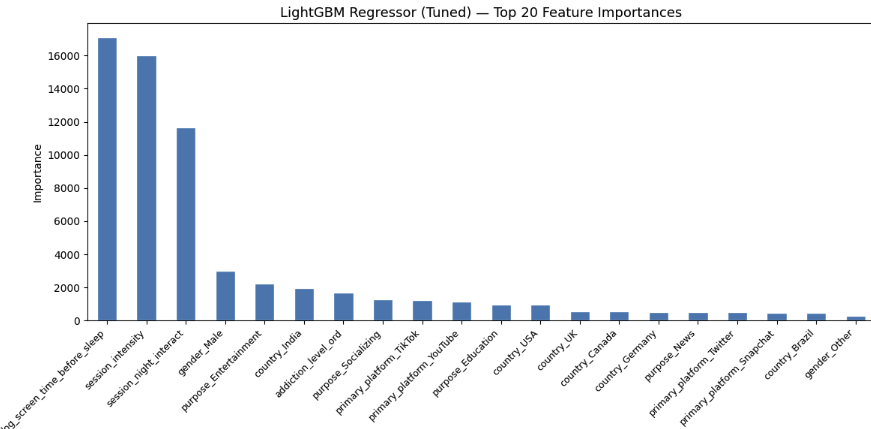 LightGBM Regressor (Tuned) — Top 20 Feature Importances
Importance
16000
14000
12000
10000
8000
6000
4000
2000
0
_screen_time_before_sleep
session_intensity
session_night_interact
gender_Male
purpose_Entertainment
country_India
addiction_level_ord
purpose_Socializing
primary_platform_TikTok
primary_platform_YouTube
purpose_Education
country_USA
country_UK
country_Canada
country_Germany
purpose_News
primary_platform_Twitter
primary_platform_Snapchat
country_Brazil
gender_Other